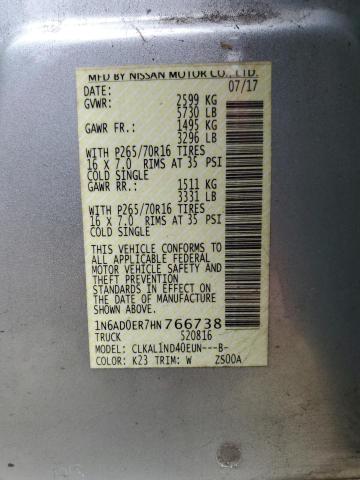 MFD BY NISSAN MOTOR CO., LTD.
DATE: 07/17
GVWR: 2599 KG
5730 LB
GAWR FR.: 1495 KG
3296 LB
WITH P265/70R16 TIRES
16 X 7.0 RIMS AT 35 PSI
COLD SINGLE
GAWR RR.: 1511 KG
3331 LB
WITH P265/70R16 TIRES
16 X 7.0 RIMS AT 35 PSI
COLD SINGLE
THIS VEHICLE CONFORMS TO
ALL APPLICABLE FEDERAL
MOTOR VEHICLE SAFETY AND
THEFT PREVENTION
STANDARDS IN EFFECT ON
THE DATE OF MANUFACTURE
SHOWN ABOVE.
1N6AD0ER7HN766738
TRUCK 520816
MODEL: CLKAL1ND40EUN---B-
COLOR: K23 TRIM: W ZS00A